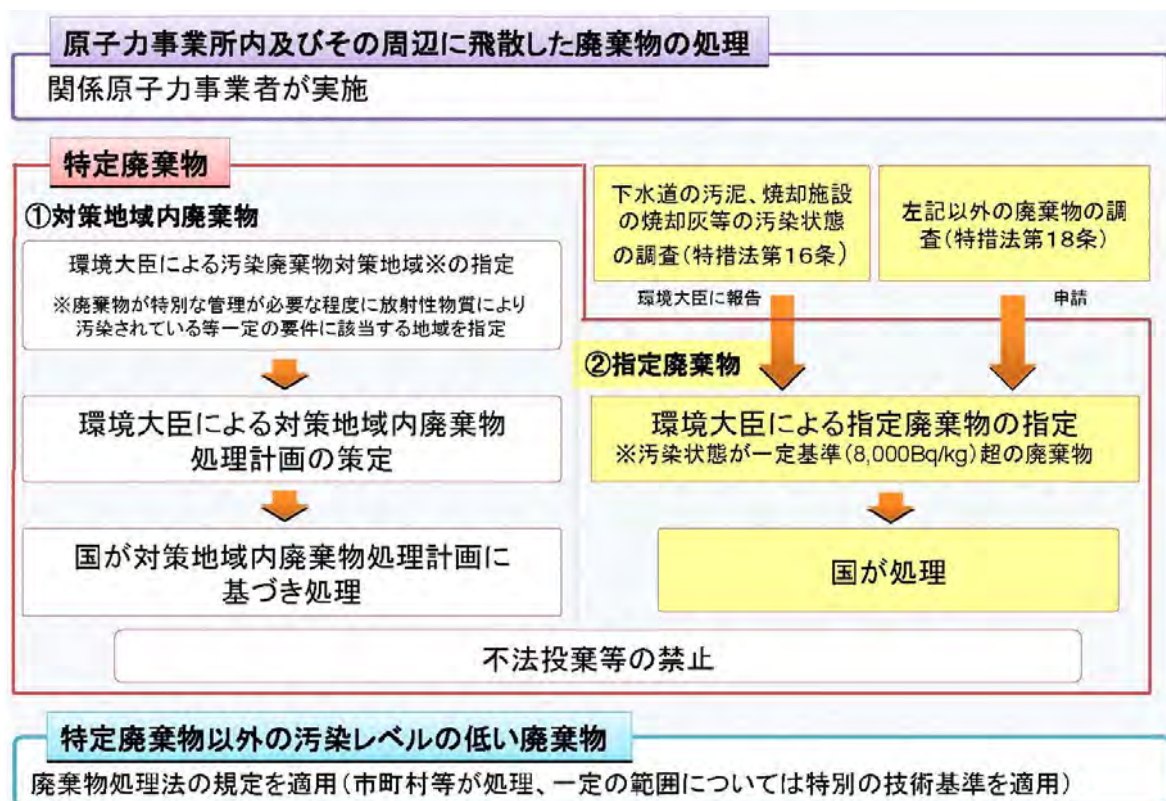 原子力事業所内及びその周辺に飛散した廃棄物の処理
関係原子力事業者が実施
特定廃棄物
①対策地域内廃棄物
環境大臣による汚染廃棄物対策地域※の指定
※廃棄物が特別な管理が必要な程度に放射性物質により
汚染されている等一定の要件に該当する地域を指定
環境大臣による対策地域内廃棄物
処理計画の策定
国が対策地域内廃棄物処理計画に
基づき処理
下水道の汚泥、焼却施設
の焼却灰等の汚染状態
の調査(特措法第16条)
環境大臣に報告
左記以外の廃棄物の調
査(特措法第18条)
申請
②指定廃棄物
環境大臣による指定廃棄物の指定
※汚染状態が一定基準(8,000Bq/kg)超の廃棄物
国が処理
不法投棄等の禁止
特定廃棄物以外の汚染レベルの低い廃棄物
廃棄物処理法の規定を適用(市町村等が処理、一定の範囲については特別の技術基準を適用)